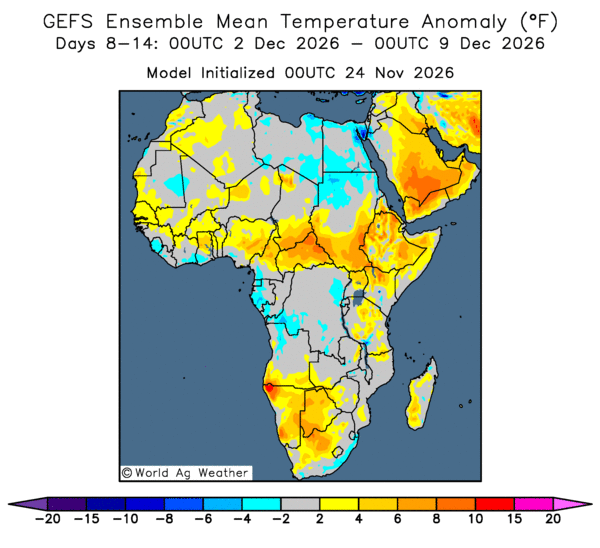 GEFS Ensemble Mean Temperature Anomaly (°F)
Days 8−14: 00UTC 2 Dec 2026 − 00UTC 9 Dec 2026
Model Initialized 00UTC 24 Nov 2026
© World Ag Weather
−20 −15 −10 −8 −6 −4 −2 2 4 6 8 10 15 20